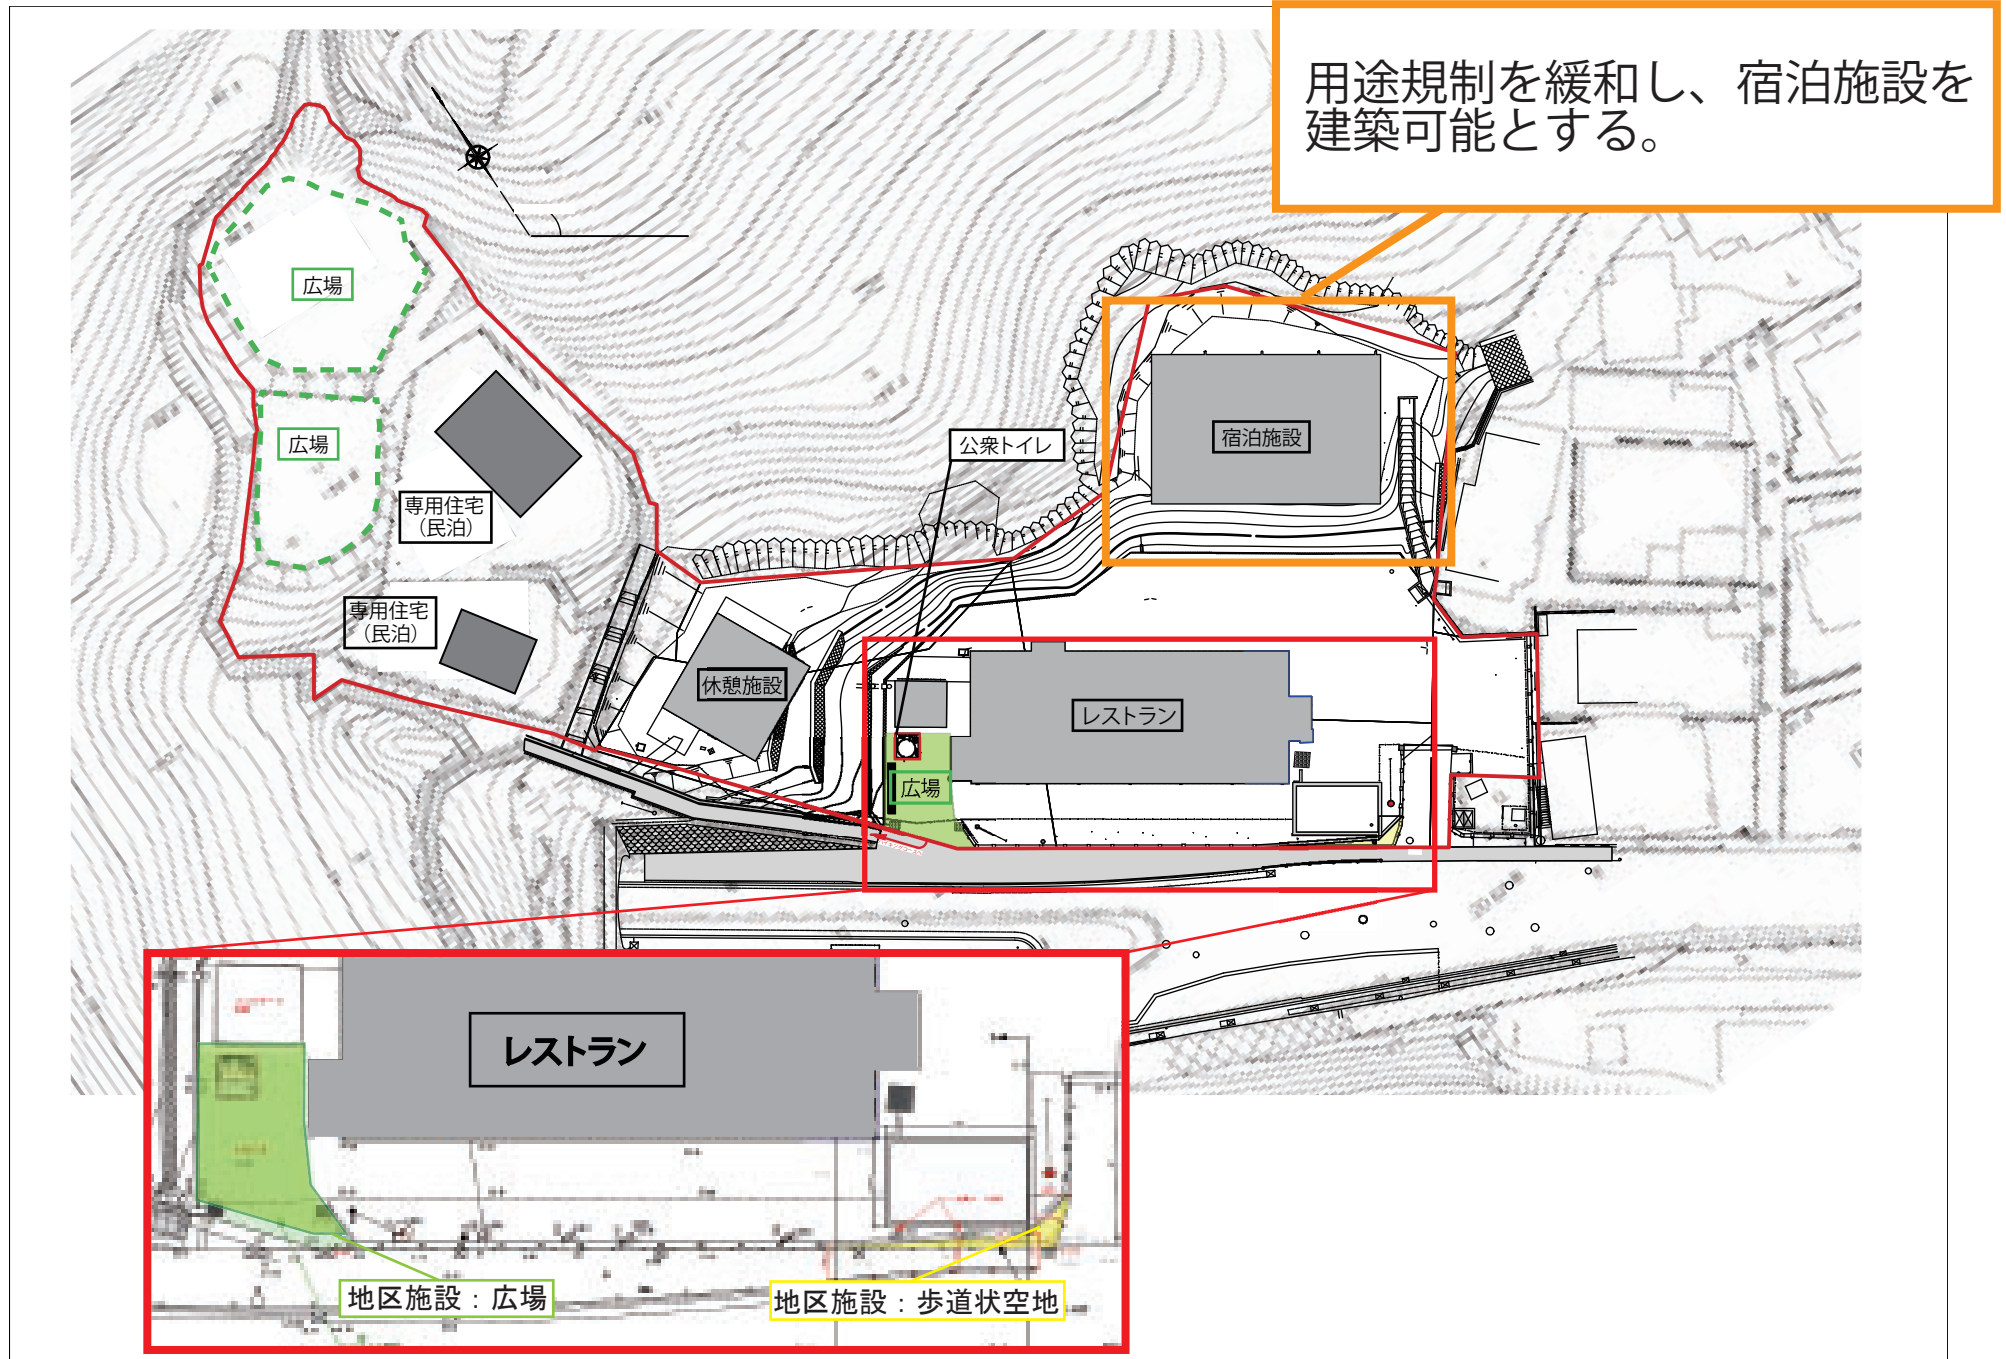 用途規制を緩和し、宿泊施設を
建築可能とする。
広場
広場
公衆トイレ
宿泊施設
専用住宅
（民泊）
専用住宅
（民泊）
休憩施設
レストラン
広場
レストラン
地区施設：広場
地区施設：歩道状空地